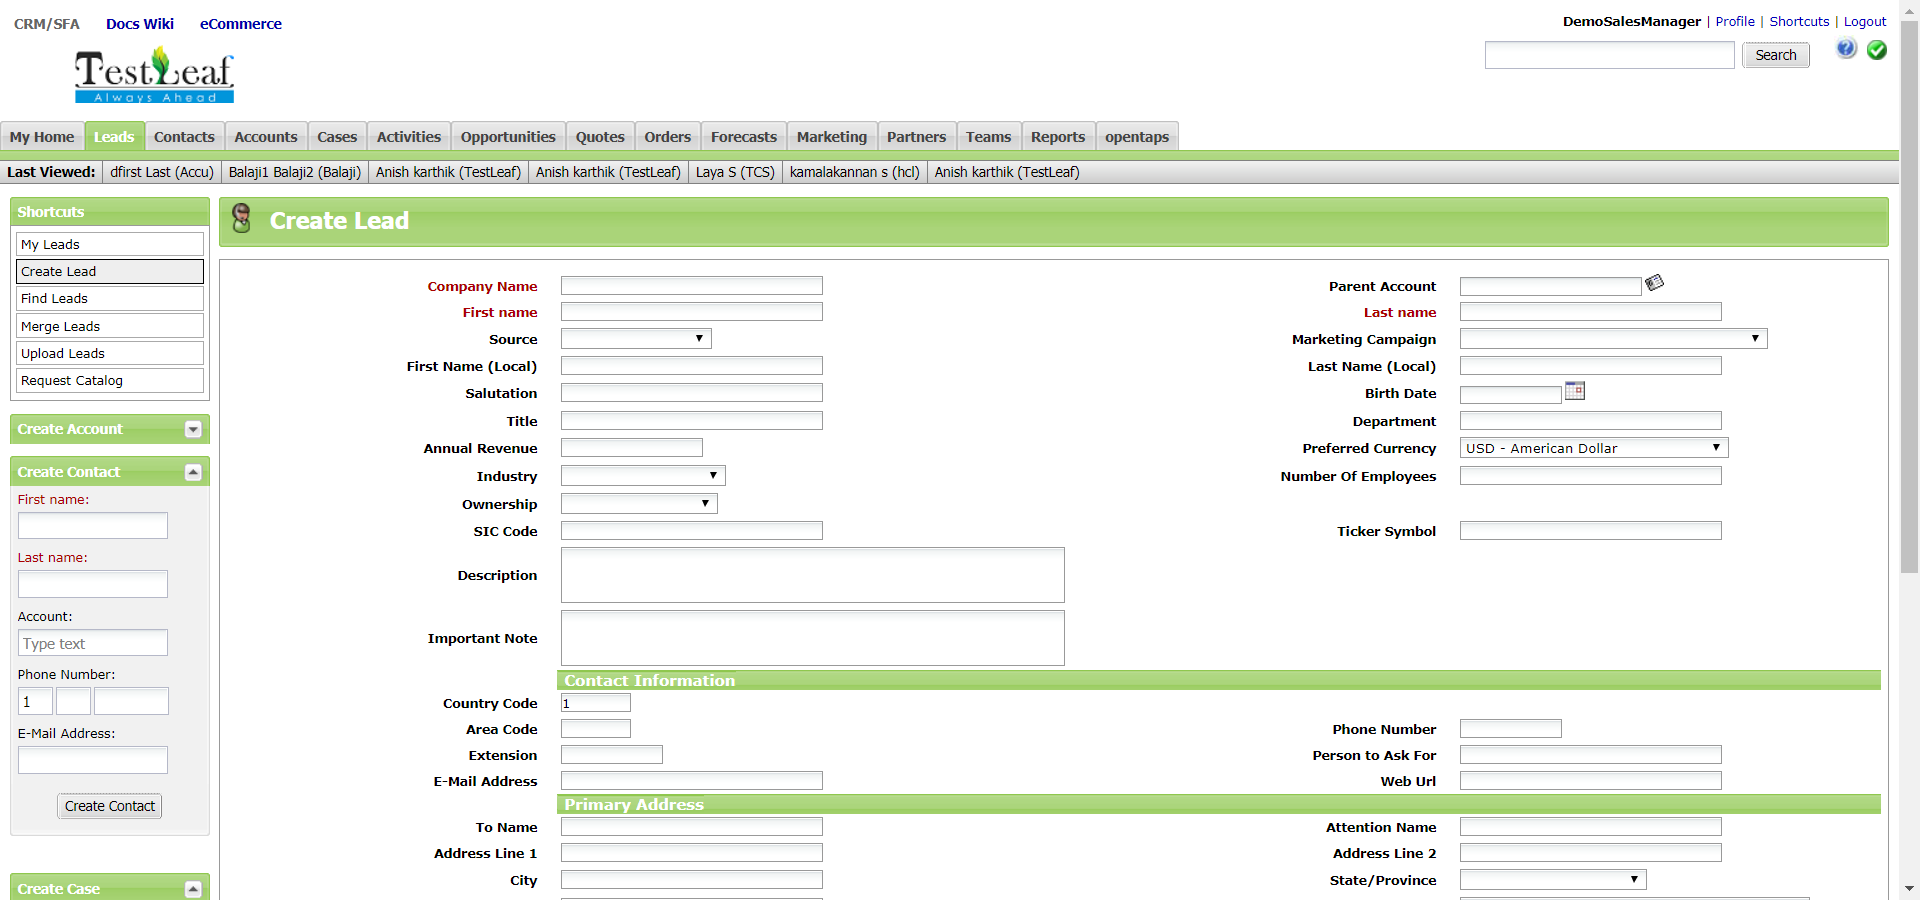 CRM/SFA Docs Wiki eCommerce
DemoSalesManager | Profile | Shortcuts | Logout
TestLeaf
Always Ahead
Search
My Home Leads Contacts Accounts Cases Activities Opportunities Quotes Orders Forecasts Marketing Partners Teams Reports opentaps
Last Viewed: dfirst Last (Accu) Balaji1 Balaji2 (Balaji) Anish karthik (TestLeaf) Anish karthik (TestLeaf) Laya S (TCS) kamalakannan s (hcl) Anish karthik (TestLeaf)
Shortcuts
My Leads
Create Lead
Find Leads
Merge Leads
Upload Leads
Request Catalog
Create Account
Create Contact
First name:
Last name:
Account:
Type text
Phone Number:
1
E-Mail Address:
Create Contact
Create Case
Create Lead
Company Name Parent Account
First name Last name
Source Marketing Campaign
First Name (Local) Last Name (Local)
Salutation Birth Date
Title Department
Annual Revenue Preferred Currency USD - American Dollar
Industry Number Of Employees
Ownership
SIC Code Ticker Symbol
Description
Important Note
Contact Information
Country Code 1
Area Code Phone Number
Extension Person to Ask For
E-Mail Address Web Url
Primary Address
To Name Attention Name
Address Line 1 Address Line 2
City State/Province